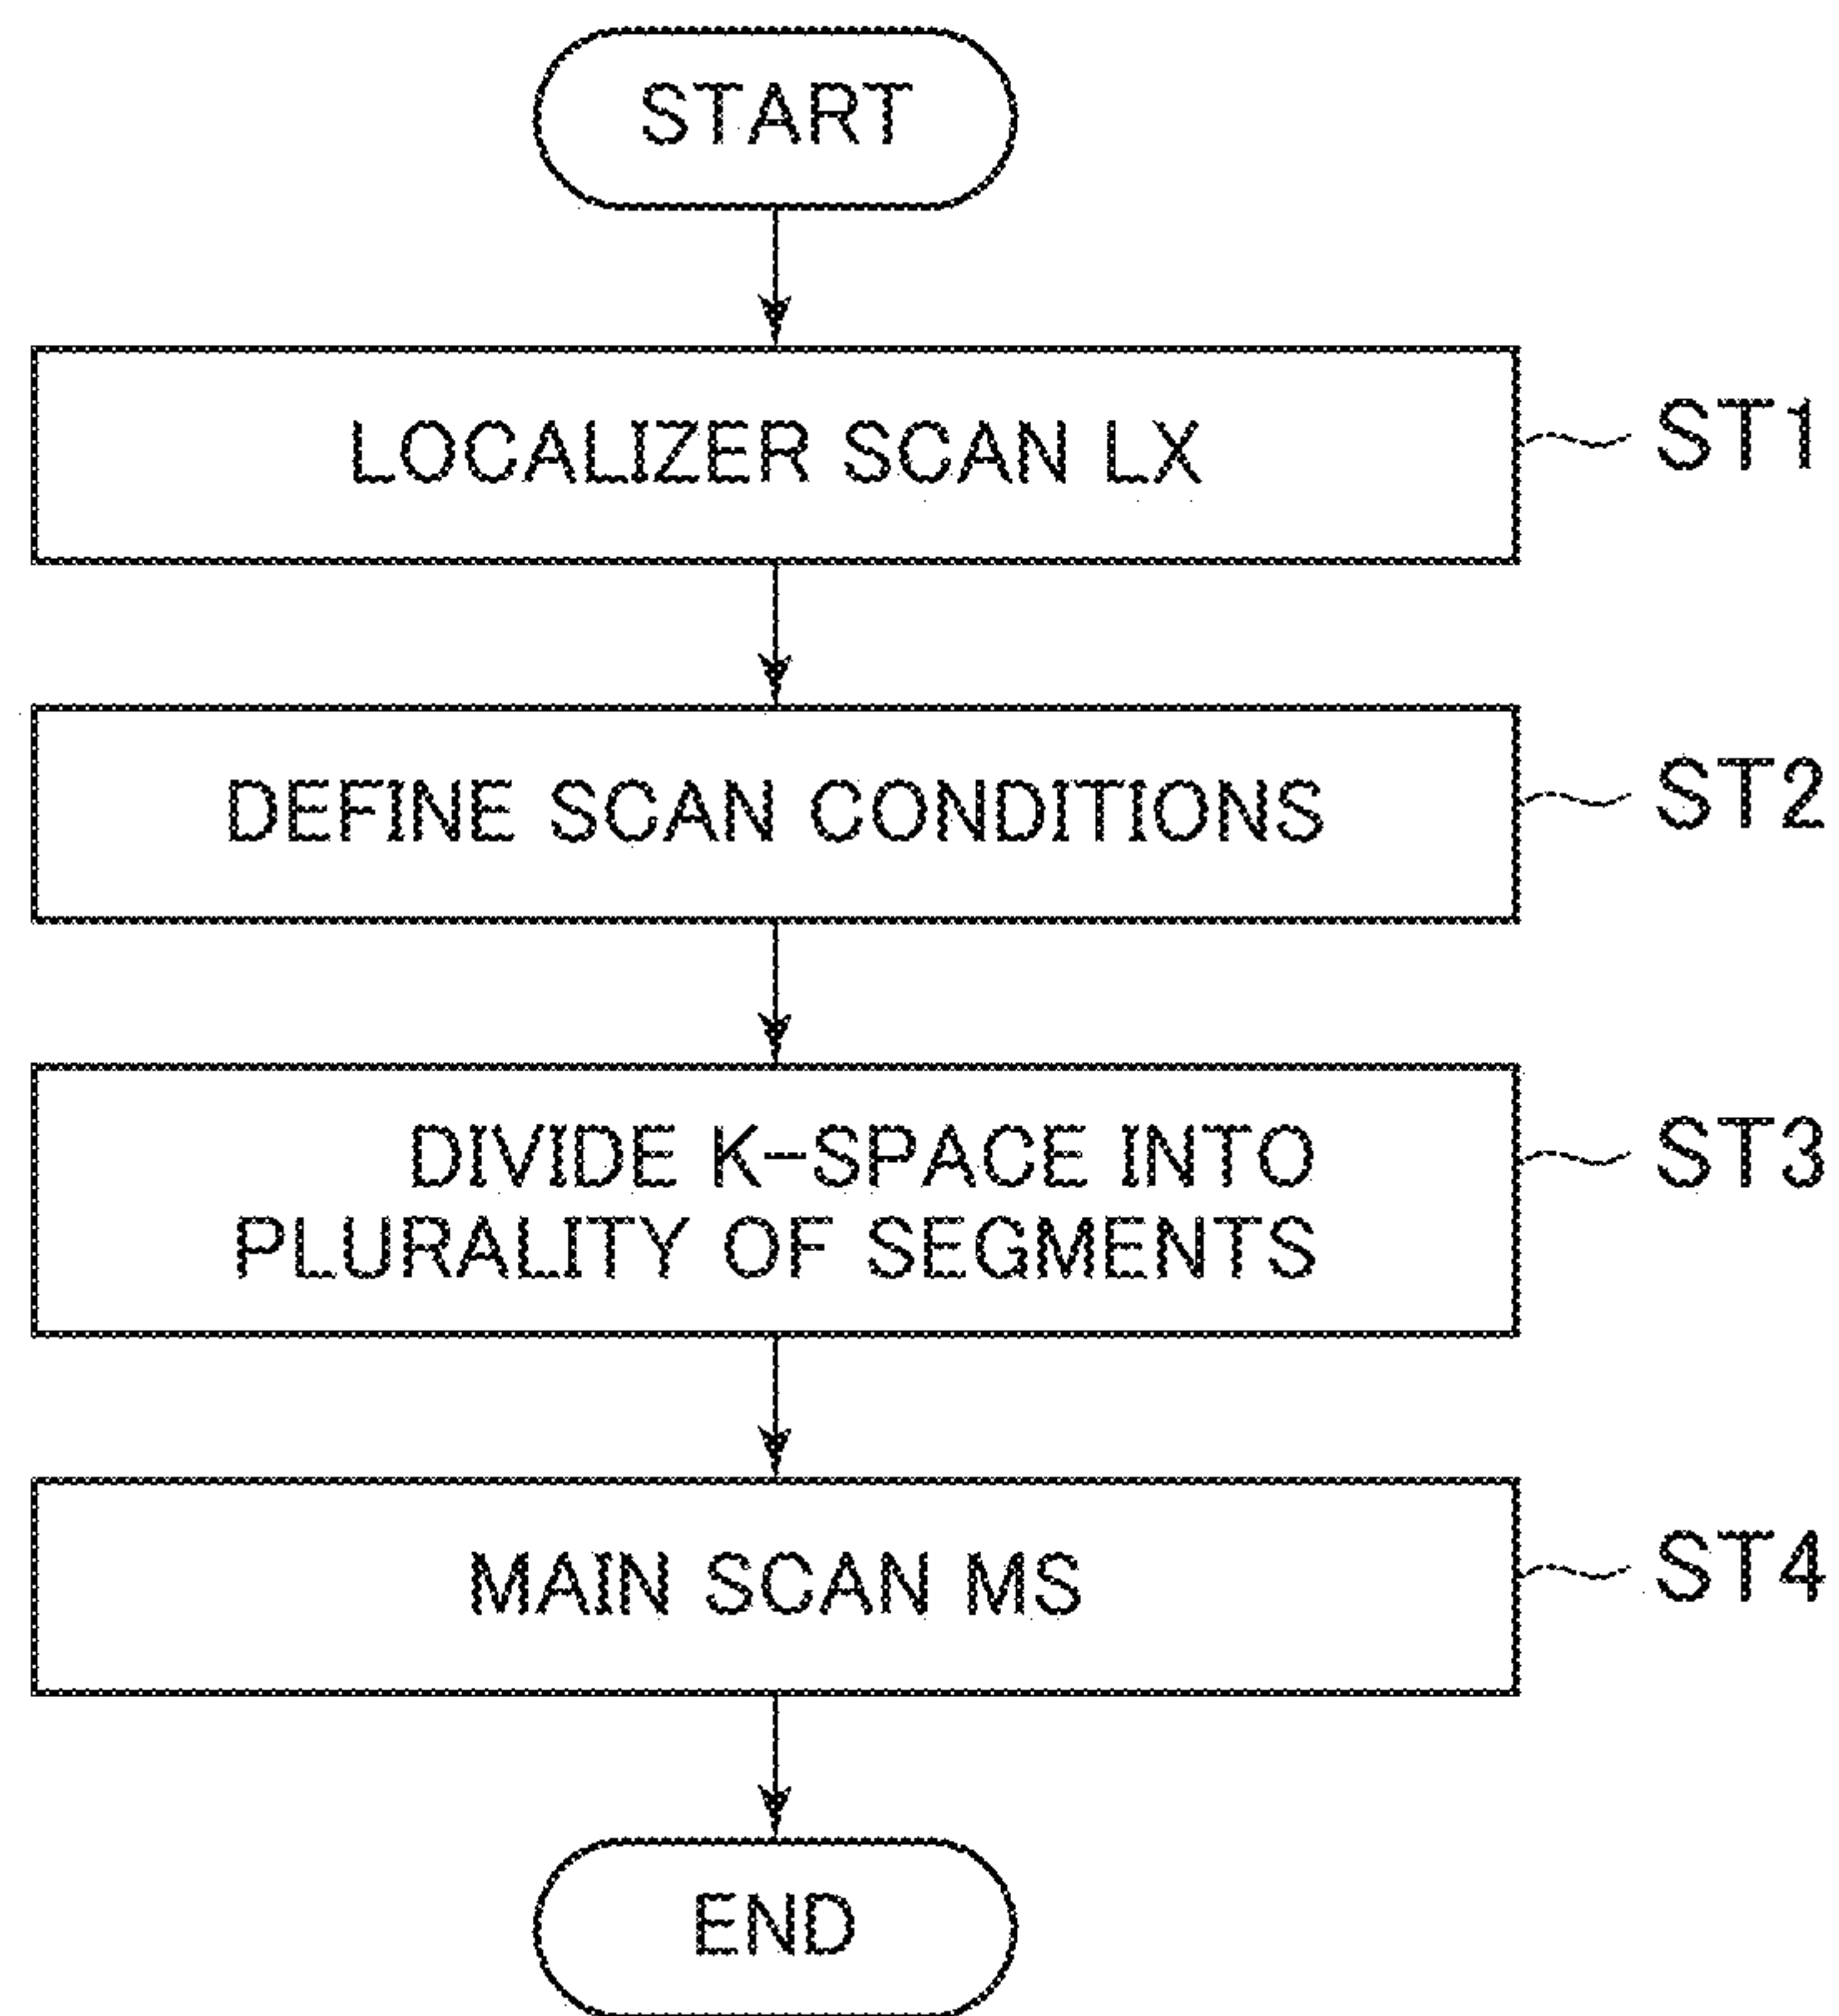 START
LOCALIZER SCAN LX
ST1
DEFINE SCAN CONDITIONS
ST2
DIVIDE K-SPACE INTO
PLURALITY OF SEGMENTS
ST3
MAIN SCAN MS
ST4
END